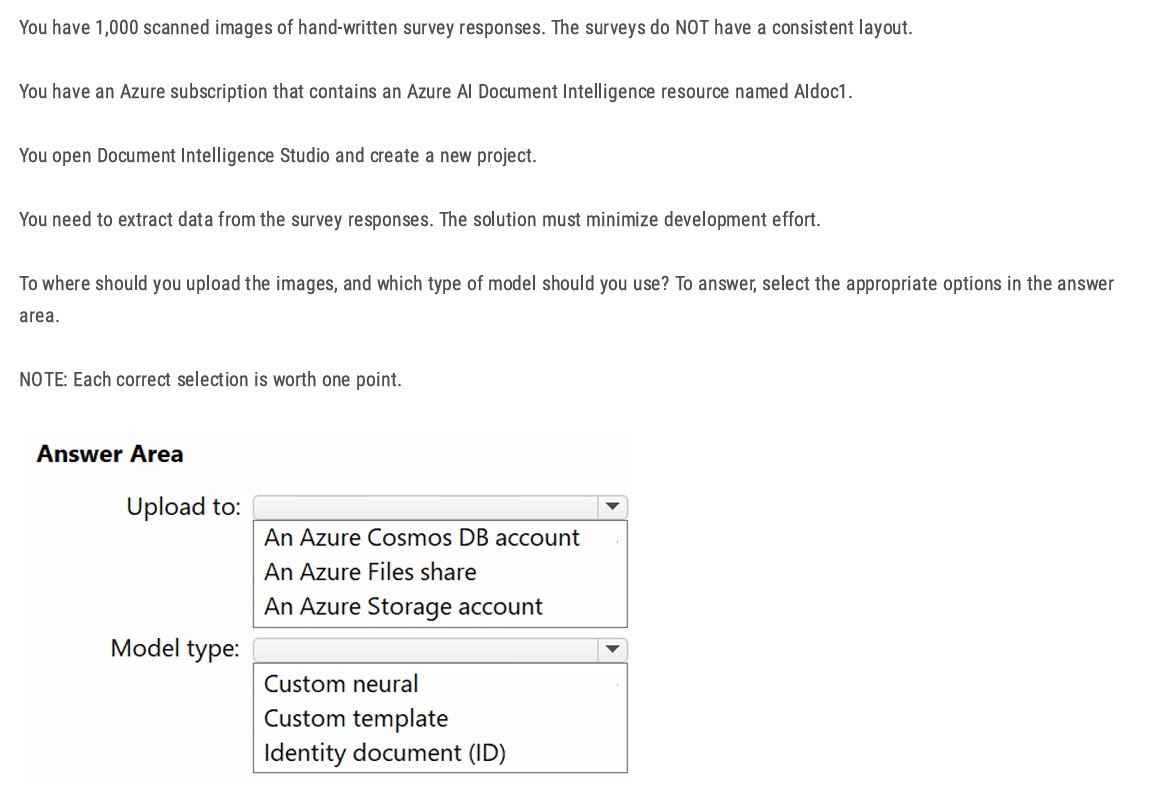 You have 1,000 scanned images of hand-written survey responses. The surveys do NOT have a consistent layout.
You have an Azure subscription that contains an Azure AI Document Intelligence resource named AIdoc1.
You open Document Intelligence Studio and create a new project.
You need to extract data from the survey responses. The solution must minimize development effort.
To where should you upload the images, and which type of model should you use? To answer, select the appropriate options in the answer
area.
NOTE: Each correct selection is worth one point.
Answer Area
Upload to:
An Azure Cosmos DB account
An Azure Files share
An Azure Storage account
Model type:
Custom neural
Custom template
Identity document (ID)